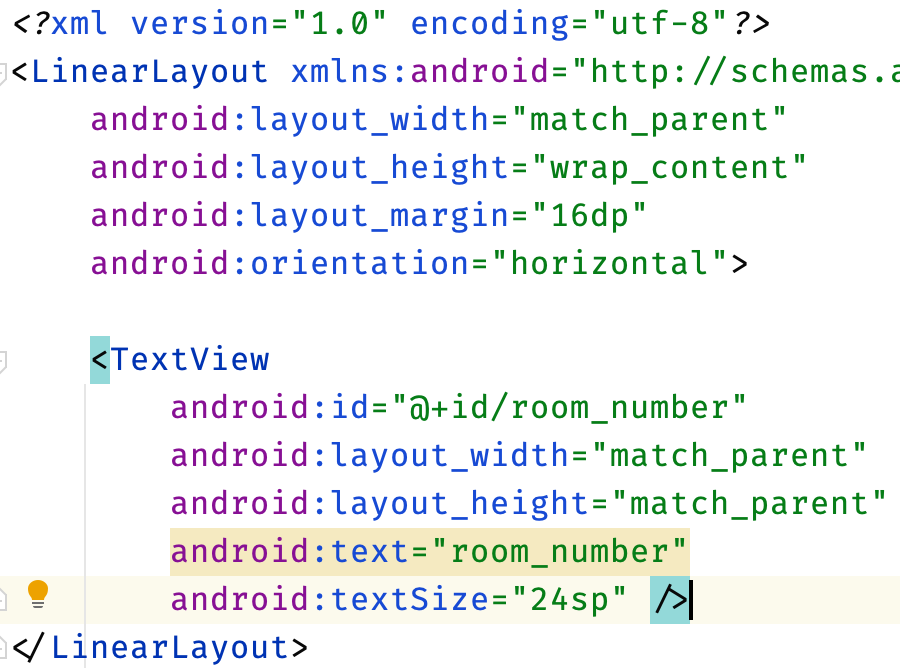 <?xml version="1.0" encoding="utf-8"?>
<LinearLayout xmlns:android="http://schemas.a
    android:layout_width="match_parent"
    android:layout_height="wrap_content"
    android:layout_margin="16dp"
    android:orientation="horizontal">

    <TextView
        android:id="@+id/room_number"
        android:layout_width="match_parent"
        android:layout_height="match_parent"
        android:text="room_number"
        android:textSize="24sp" />
</LinearLayout>